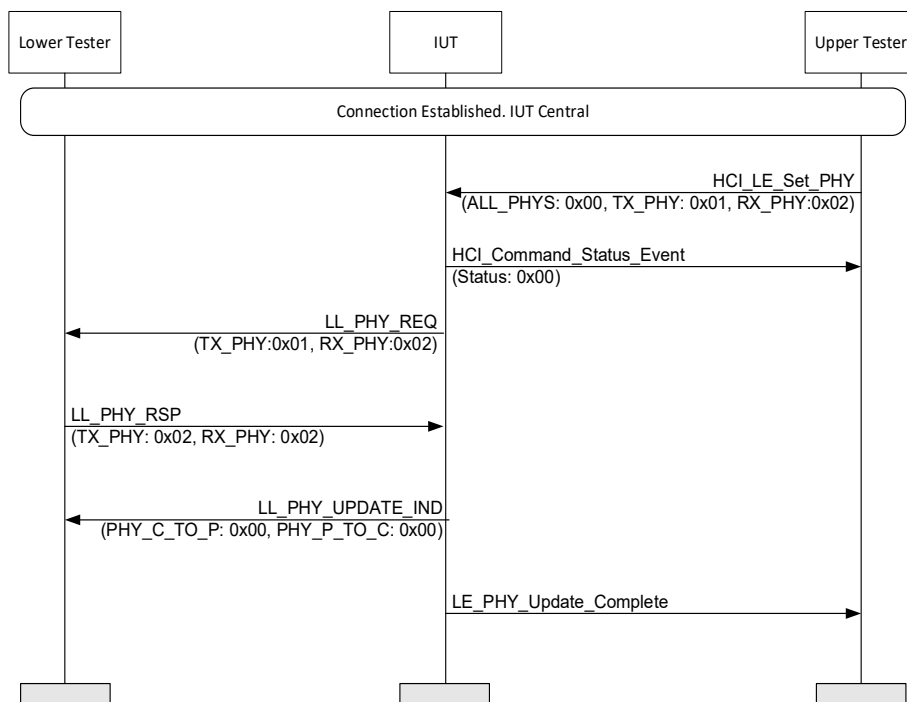 Lower Tester
IUT
Upper Tester
Connection Established. IUT Central
HCI_LE_Set_PHY
(ALL_PHYS: 0x00, TX_PHY: 0x01, RX_PHY:0x02)
HCI_Command_Status_Event
(Status: 0x00)
LL_PHY_REQ
(TX_PHY:0x01, RX_PHY:0x02)
LL_PHY_RSP
(TX_PHY: 0x02, RX_PHY: 0x02)
LL_PHY_UPDATE_IND
(PHY_C_TO_P: 0x00, PHY_P_TO_C: 0x00)
LE_PHY_Update_Complete